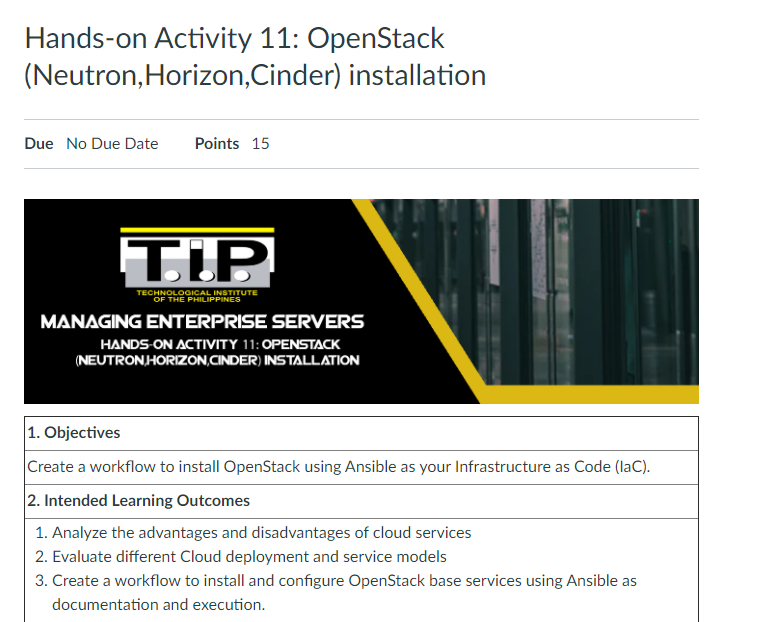 Hands-on Activity 11: OpenStack
(Neutron,Horizon,Cinder) installation
Due No Due Date Points 15
T.I.P
TECHNOLOGICAL INSTITUTE
OF THE PHILIPPINES
MANAGING ENTERPRISE SERVERS
HANDS-ON ACTIVITY 11: OPENSTACK
(NEUTRON,HORIZON,CINDER) INSTALLATION
1. Objectives
Create a workflow to install OpenStack using Ansible as your Infrastructure as Code (IaC).
2. Intended Learning Outcomes
1. Analyze the advantages and disadvantages of cloud services
2. Evaluate different Cloud deployment and service models
3. Create a workflow to install and configure OpenStack base services using Ansible as
documentation and execution.